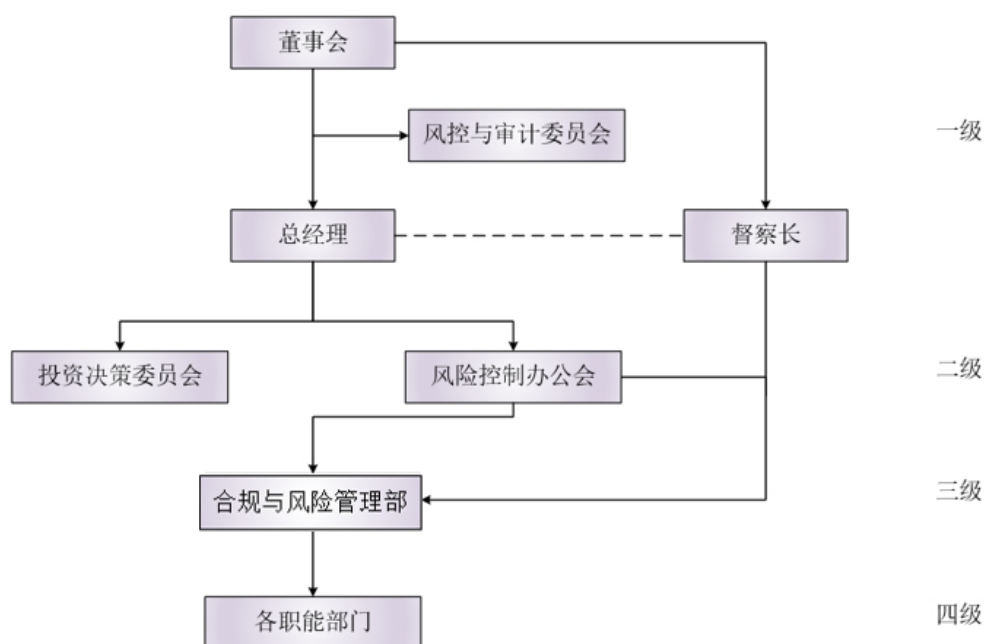 董事会
风控与审计委员会
一级
总经理
督察长
投资决策委员会
风险控制办公会
二级
合规与风险管理部
三级
各职能部门
四级